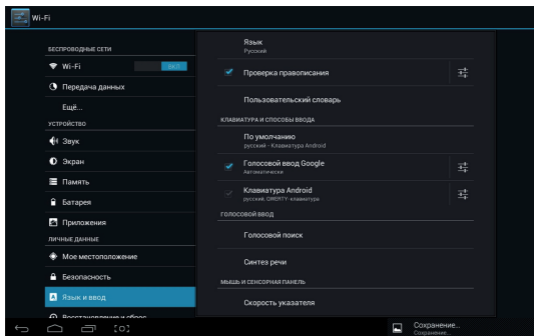 Wi-Fi
БЕСПРОВОДНЫЕ СЕТИ
Wi-Fi
ВКЛ
Передача данных
Ещё...
УСТРОЙСТВО
Звук
Экран
Память
Батарея
Приложения
ЛИЧНЫЕ ДАННЫЕ
Мое местоположение
Безопасность
Язык и ввод
Восстановление и сброс
Язык
Русский
Проверка правописания
Пользовательский словарь
КЛАВИАТУРА И СПОСОБЫ ВВОДА
По умолчанию
русский - Клавиатура Android
Голосовой ввод Google
Автоматически
Клавиатура Android
русский, QWERTY-клавиатура
ГОЛОСОВОЙ ВВОД
Голосовой поиск
Синтез речи
МЫШЬ И СЕНСОРНАЯ ПАНЕЛЬ
Скорость указателя
Сохранение...
Сохранение...